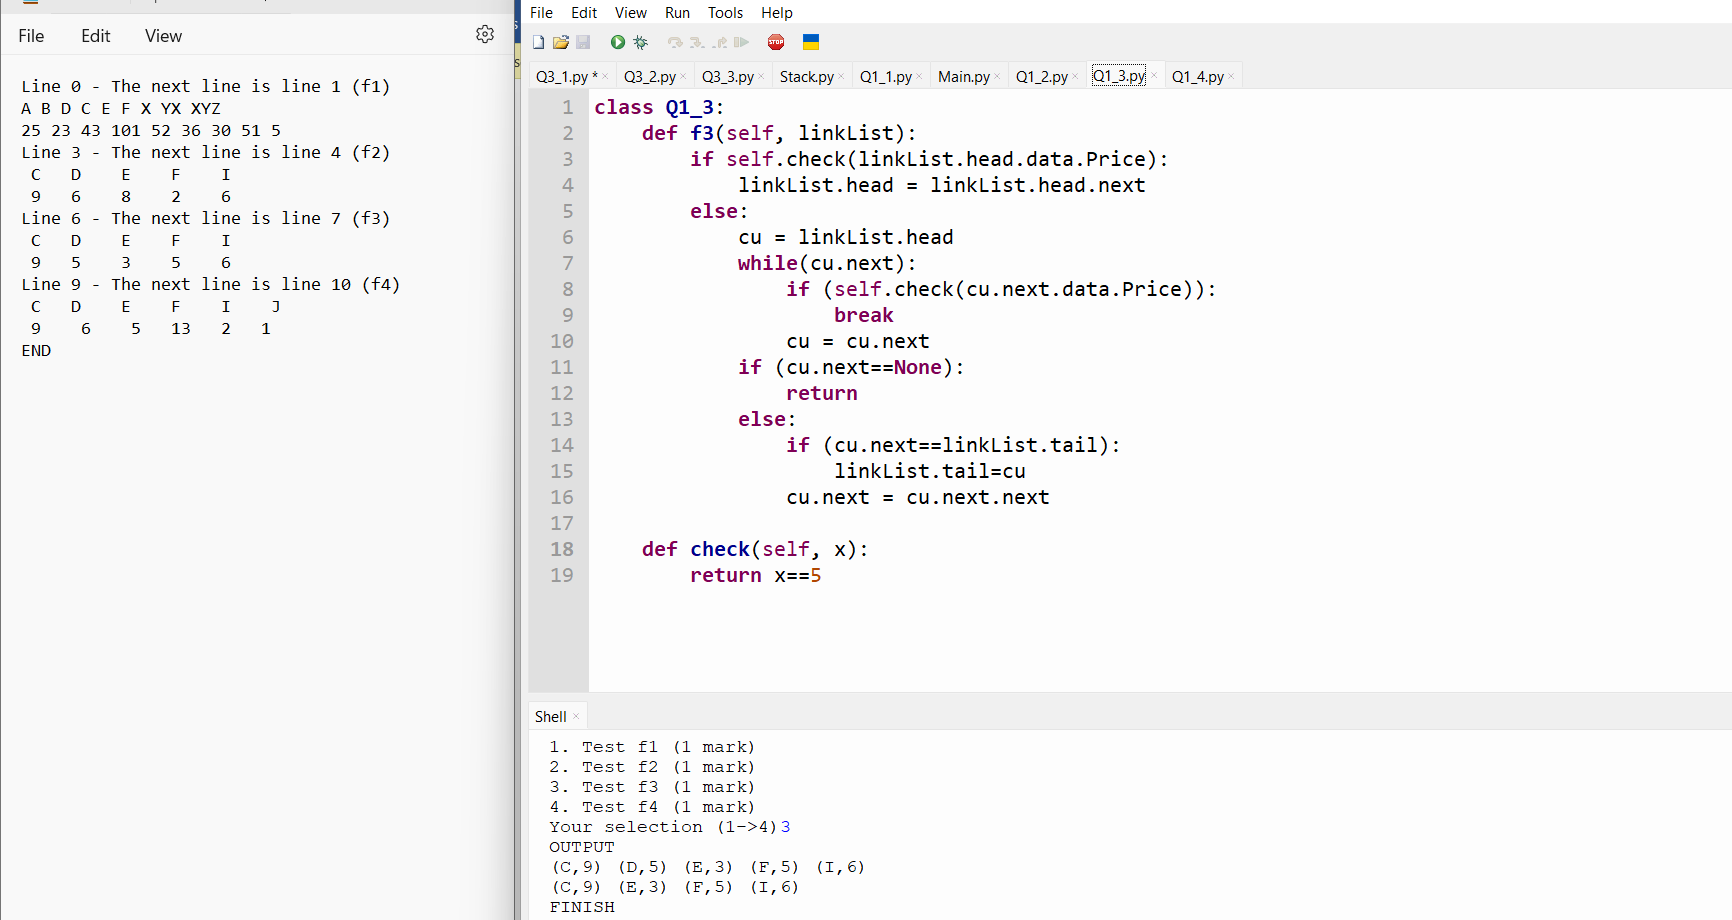 File Edit View
Line 0 - The next line is line 1 (f1)
A B D C E F X YX XYZ
25 23 43 101 52 36 30 51 5
Line 3 - The next line is line 4 (f2)
C D E F I
9 6 8 2 6
Line 6 - The next line is line 7 (f3)
C D E F I
9 5 3 5 6
Line 9 - The next line is line 10 (f4)
C D E F I J
9 6 5 13 2 1
END
File Edit View Run Tools Help
STOP
Q3_1.py * × Q3_2.py × Q3_3.py × Stack.py × Q1_1.py × Main.py × Q1_2.py × Q1_3.py × Q1_4.py ×
1 class Q1_3:
2     def f3(self, linkList):
3         if self.check(linkList.head.data.Price):
4             linkList.head = linkList.head.next
5         else:
6             cu = linkList.head
7             while(cu.next):
8                 if (self.check(cu.next.data.Price)):
9                     break
10                 cu = cu.next
11             if (cu.next==None):
12                 return
13             else:
14                 if (cu.next==linkList.tail):
15                     linkList.tail=cu
16                 cu.next = cu.next.next
17
18     def check(self, x):
19         return x==5
Shell ×
1. Test f1 (1 mark)
2. Test f2 (1 mark)
3. Test f3 (1 mark)
4. Test f4 (1 mark)
Your selection (1->4)3
OUTPUT
(C,9) (D,5) (E,3) (F,5) (I,6)
(C,9) (E,3) (F,5) (I,6)
FINISH